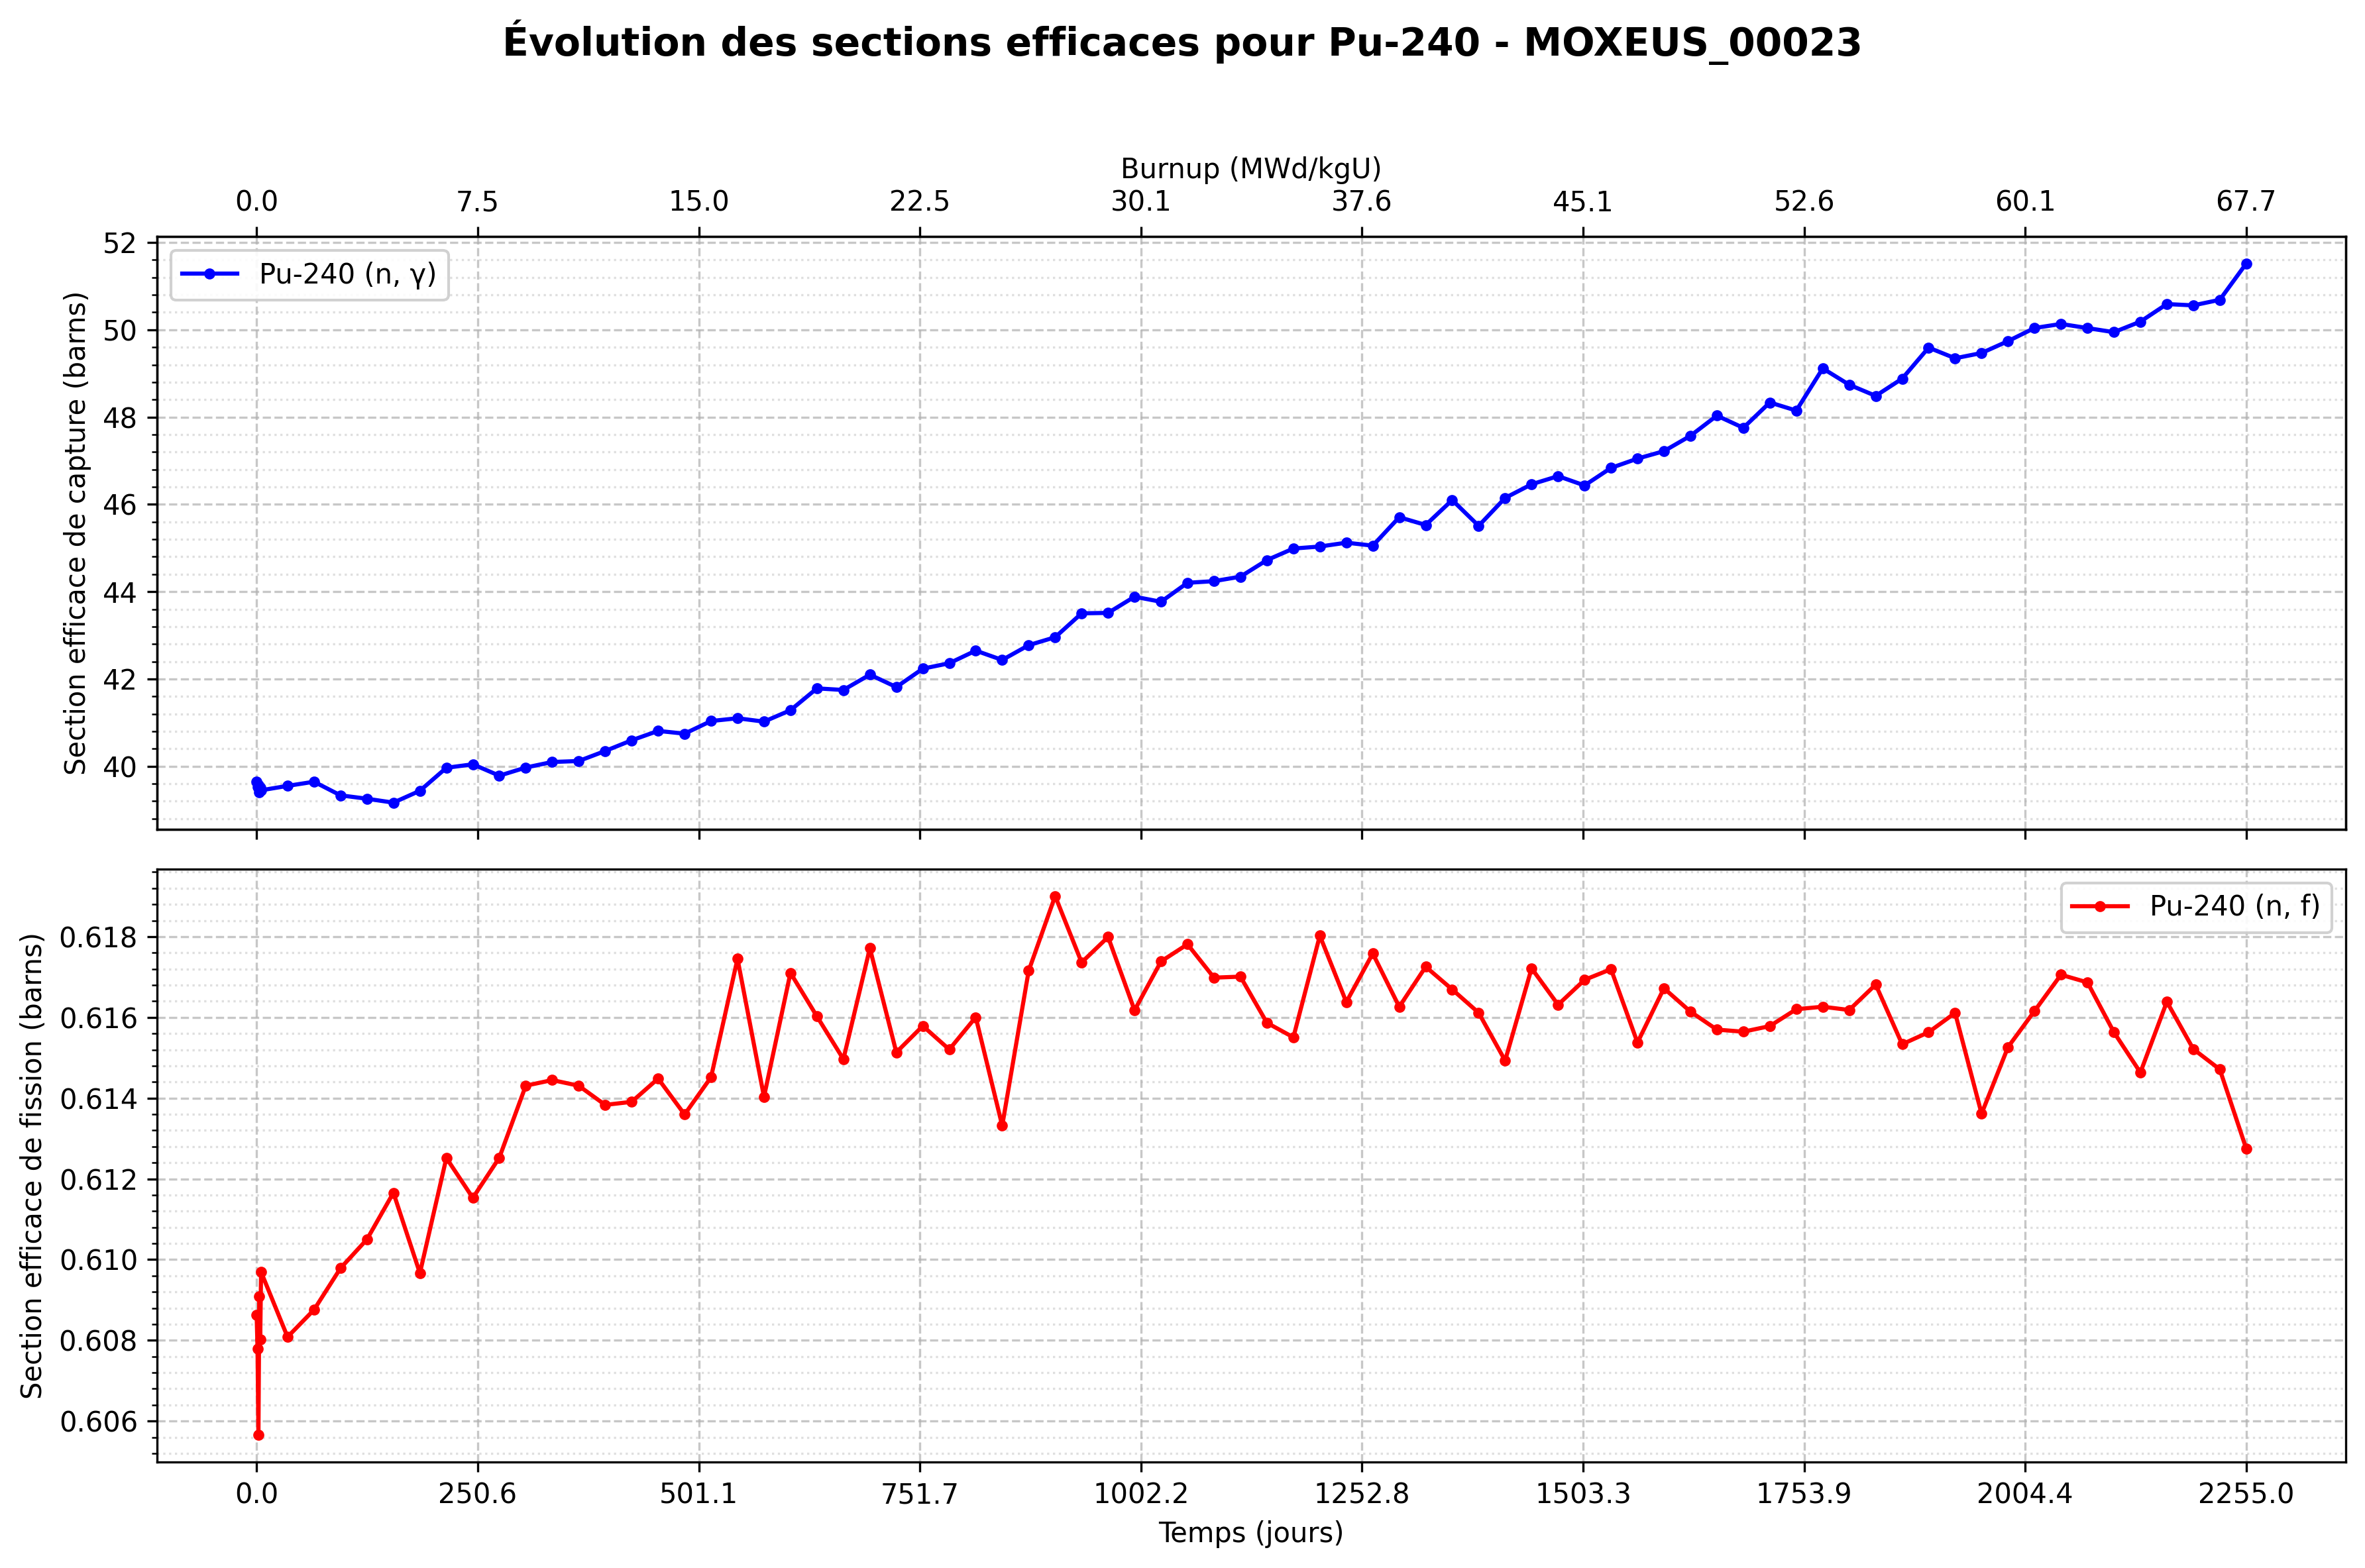 Évolution des sections efficaces pour Pu-240 - MOXEUS_00023
Burnup (MWd/kgU)
0.0 7.5 15.0 22.5 30.1 37.6 45.1 52.6 60.1 67.7
Section efficace de capture (barns)
52
50
48
46
44
42
40
Pu-240 (n, γ)
Section efficace de fission (barns)
0.618
0.616
0.614
0.612
0.610
0.608
0.606
Pu-240 (n, f)
0.0 250.6 501.1 751.7 1002.2 1252.8 1503.3 1753.9 2004.4 2255.0
Temps (jours)